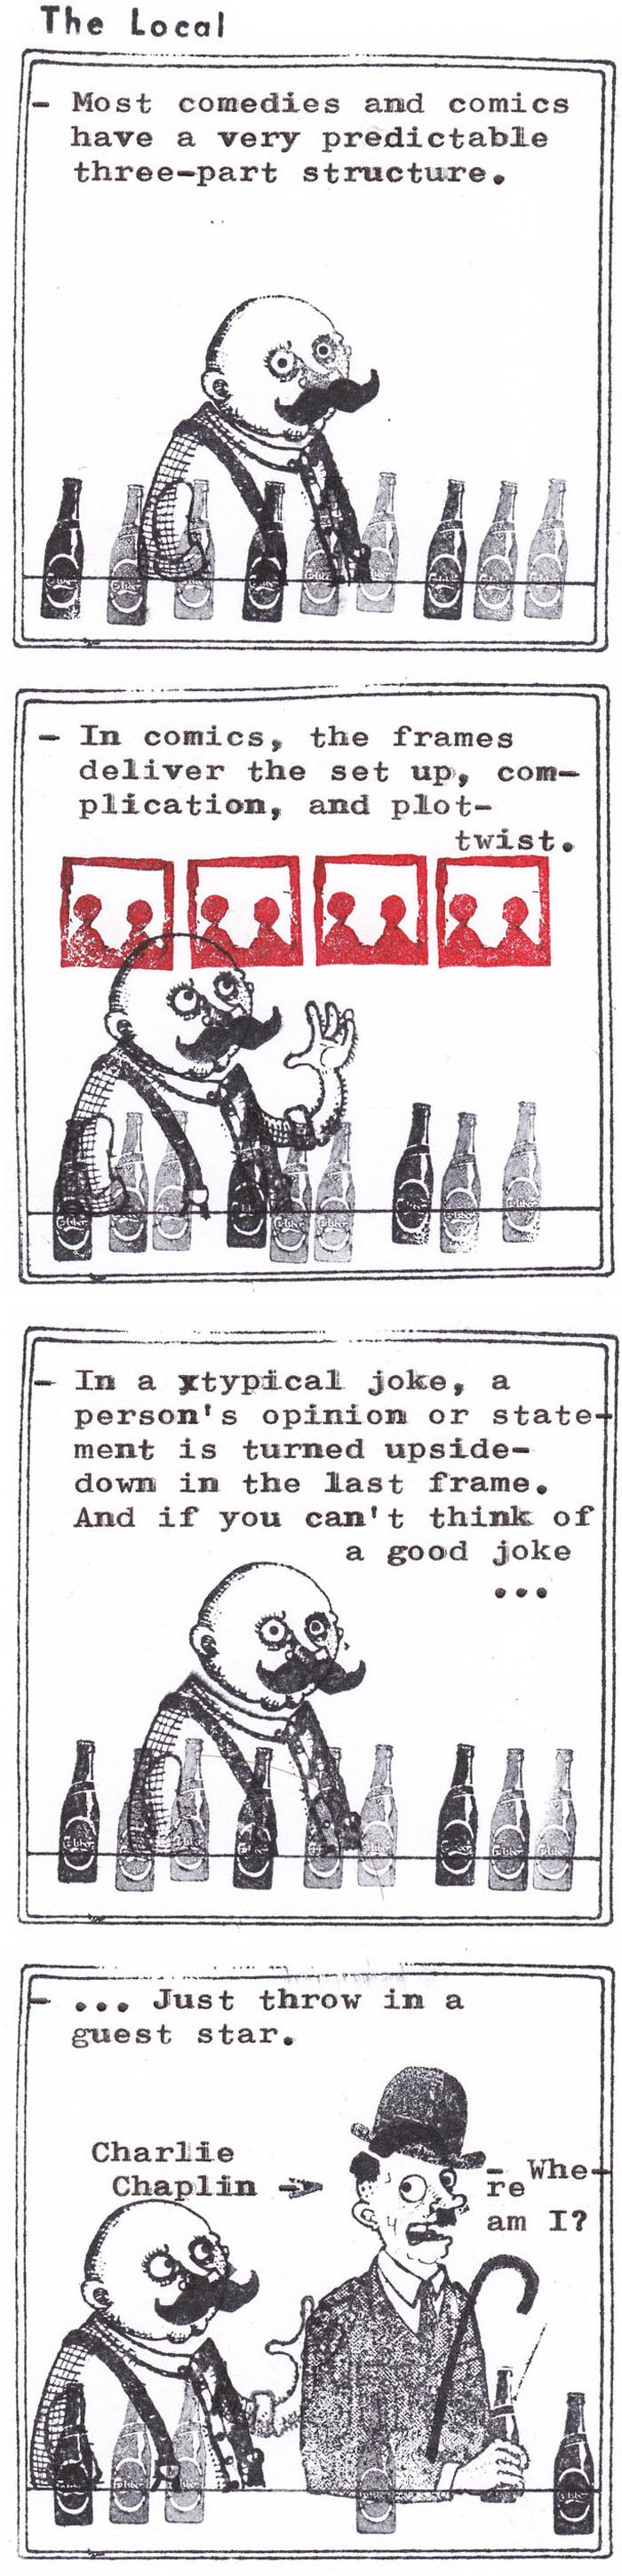 The Local
- Most comedies and comics
have a very predictable
three-part structure.
- In comics, the frames
deliver the set up, com-
plication, and plot-
twist.
- In a xtypical joke, a
person's opinion or state-
ment is turned upside-
down in the last frame.
And if you can't think of
a good joke
...
- ... Just throw in a
guest star.
Charlie
Chaplin →
- Whe-
re
am I?